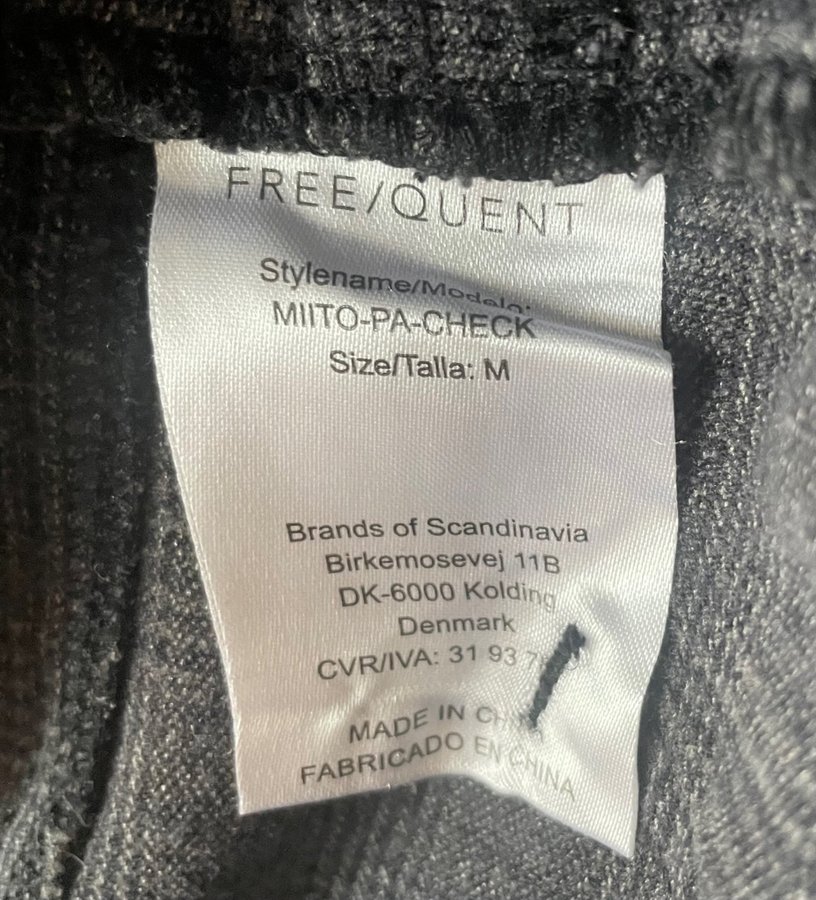 FREE/QUENT
Stylename/Modelo:
MIITO-PA-CHECK
Size/Talla: M
Brands of Scandinavia
Birkemosevej 11B
DK-6000 Kolding
Denmark
CVR/IVA: 31 93
MADE IN CHINA
FABRICADO EN CHINA